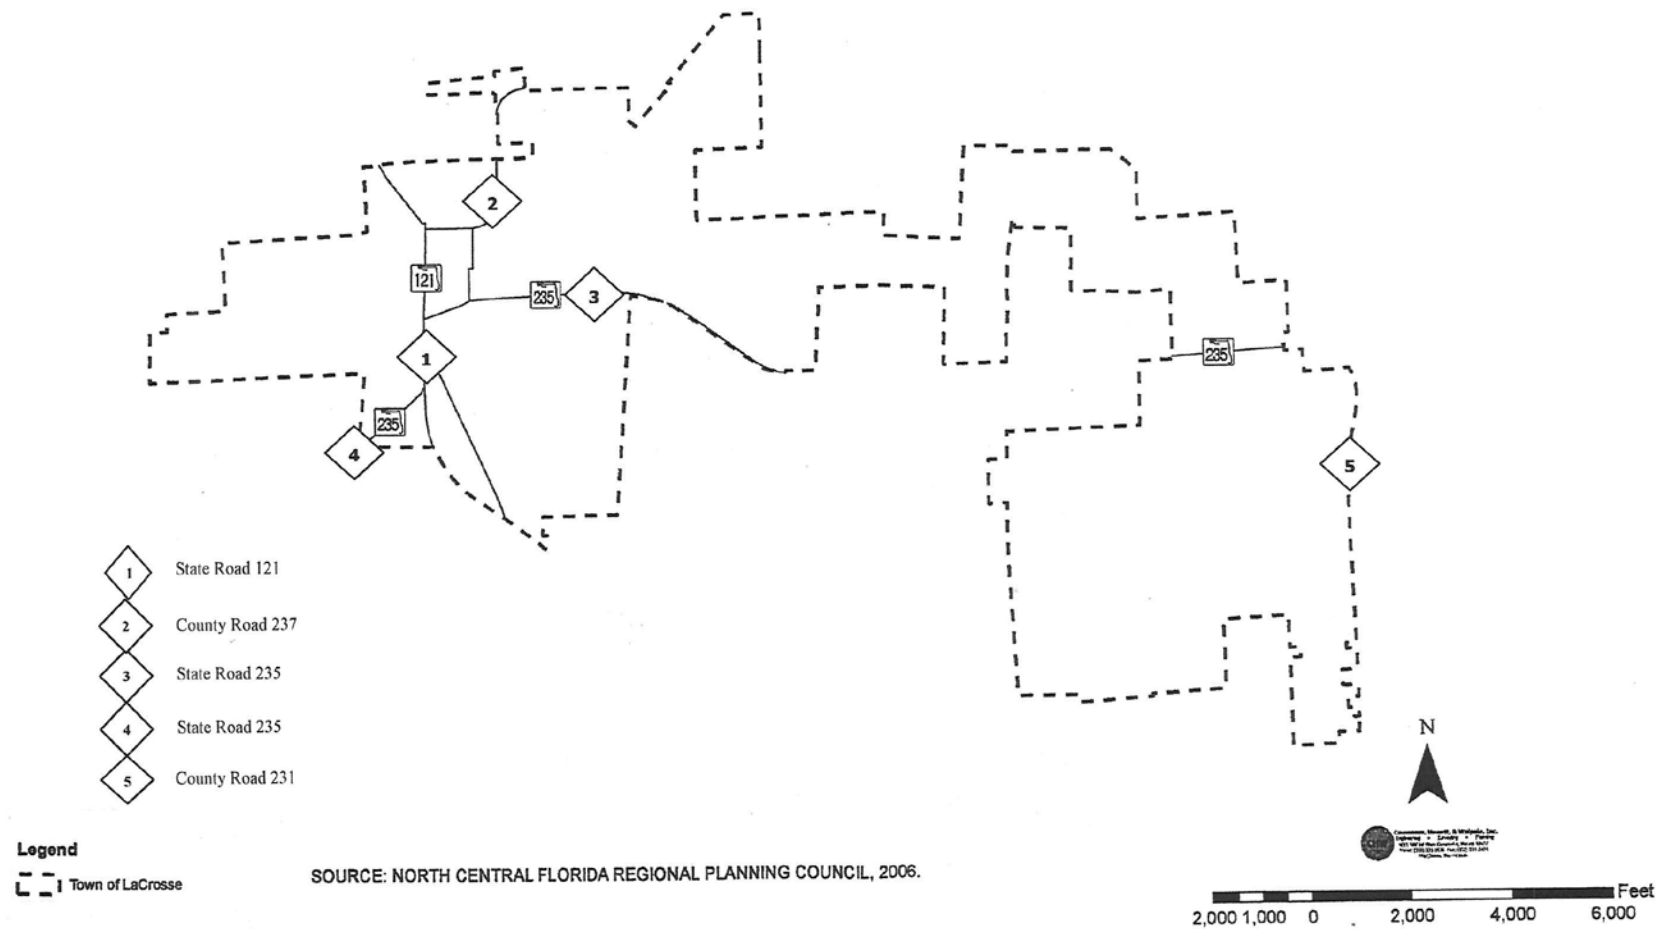 2
121
235
3
1
235
235
4
5
1 State Road 121
2 County Road 237
3 State Road 235
4 State Road 235
5 County Road 231
N
Legend
Town of LaCrosse
SOURCE: NORTH CENTRAL FLORIDA REGIONAL PLANNING COUNCIL, 2006.
Feet
2,000 1,000 0 2,000 4,000 6,000